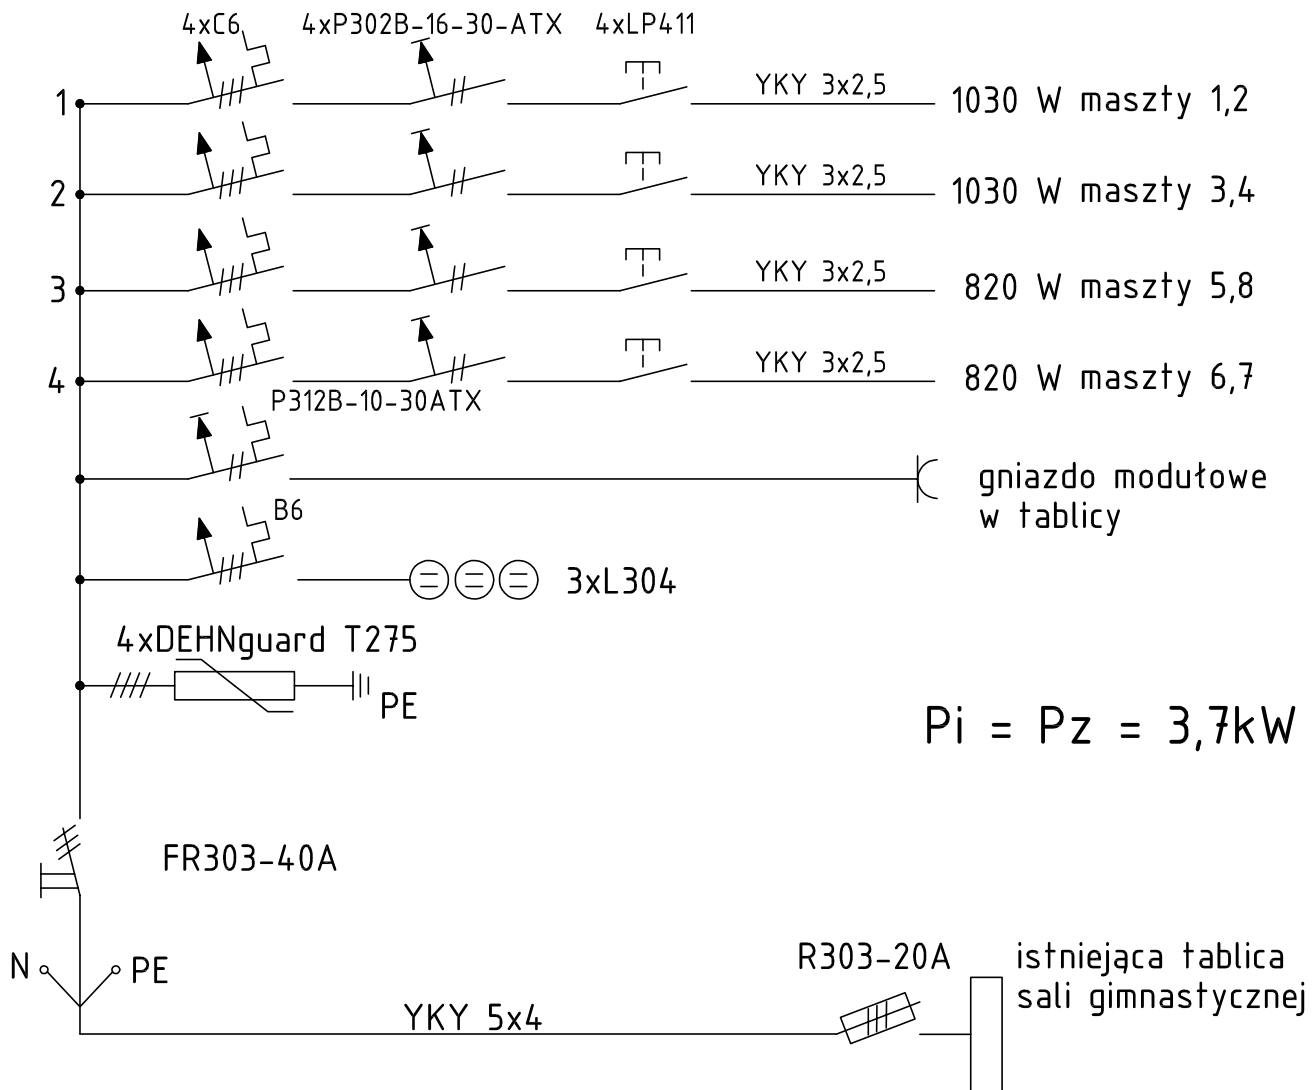 4xC6 4xP302B-16-30-ATX 4xLP411
1 YKY 3x2,5 1030 W maszty 1,2
2 YKY 3x2,5 1030 W maszty 3,4
3 YKY 3x2,5 820 W maszty 5,8
4 YKY 3x2,5 820 W maszty 6,7
P312B-10-30ATX
gniazdo modułowe
w tablicy
B6
3xL304
4xDEHNguard T275
PE
Pi = Pz = 3,7kW
FR303-40A
N PE
R303-20A
istniejąca tablica
sali gimnastycznej
YKY 5x4